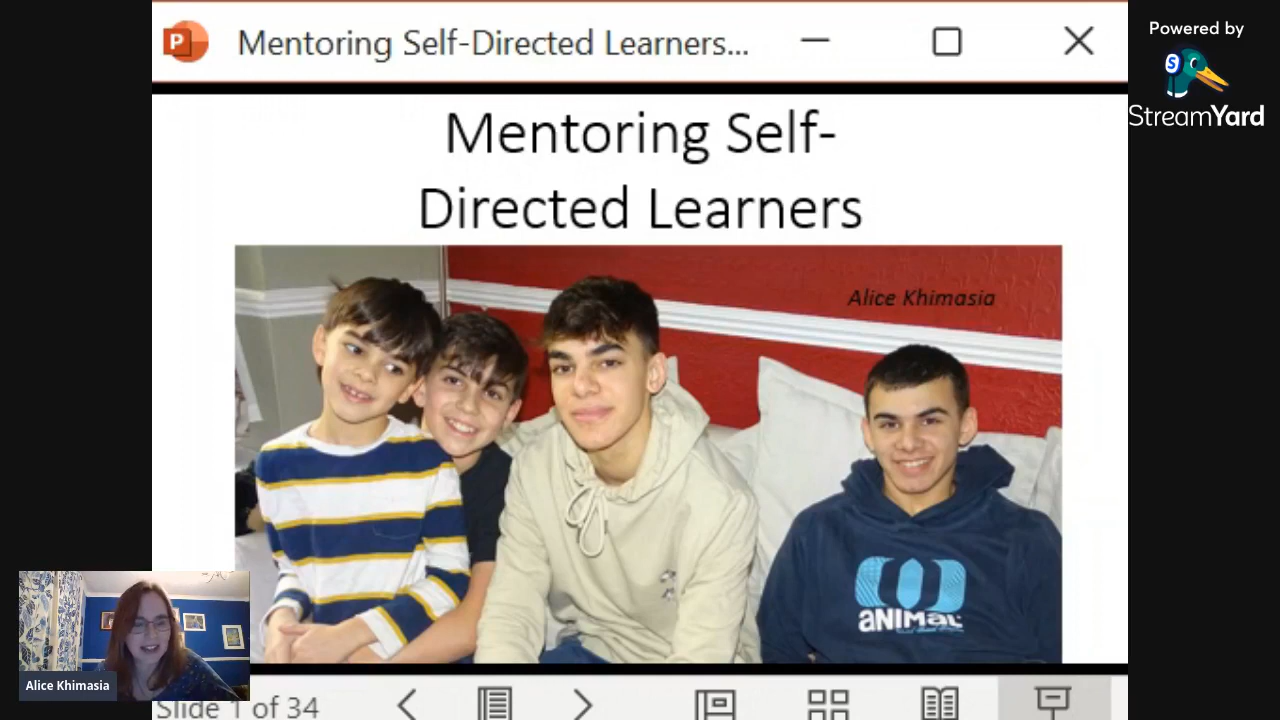 P
Mentoring Self-Directed Learners...
Powered by
S
StreamYard
Mentoring Self-
Directed Learners
Alice Khimasia
aNIMaL
Alice Khimasia
Slide 1 of 34